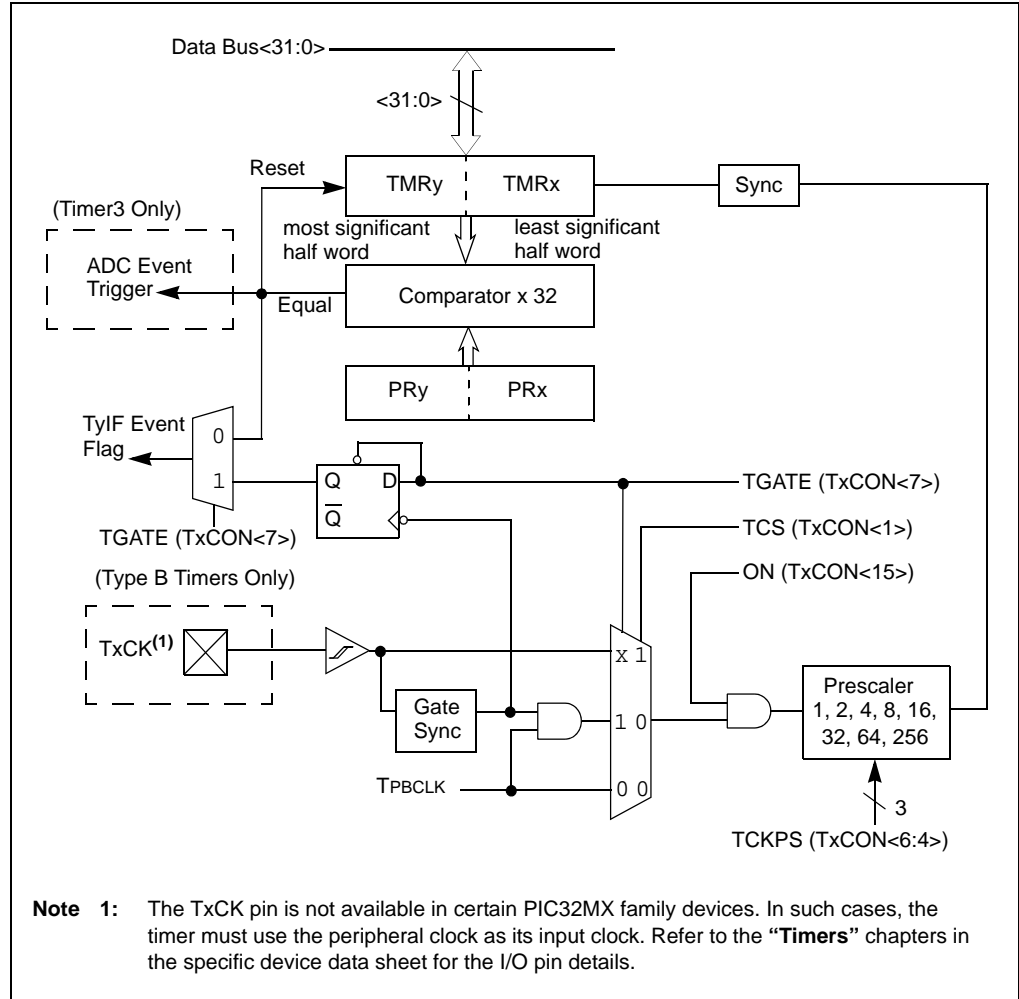 Data Bus<31:0>
<31:0>
Reset
TMRy
TMRx
Sync
(Timer3 Only)
most significant
half word
least significant
half word
ADC Event
Trigger
Equal
Comparator x 32
PRy
PRx
TyIF Event
Flag
0
1
Q
D
Q
TGATE (TxCON<7>)
TGATE (TxCON<7>)
TCS (TxCON<1>)
ON (TxCON<15>)
(Type B Timers Only)
TxCK(1)
x 1
Gate
Sync
1 0
Prescaler
1, 2, 4, 8, 16,
32, 64, 256
TPBCLK
0 0
3
TCKPS (TxCON<6:4>)
Note 1: The TxCK pin is not available in certain PIC32MX family devices. In such cases, the
timer must use the peripheral clock as its input clock. Refer to the “Timers” chapters in
the specific device data sheet for the I/O pin details.